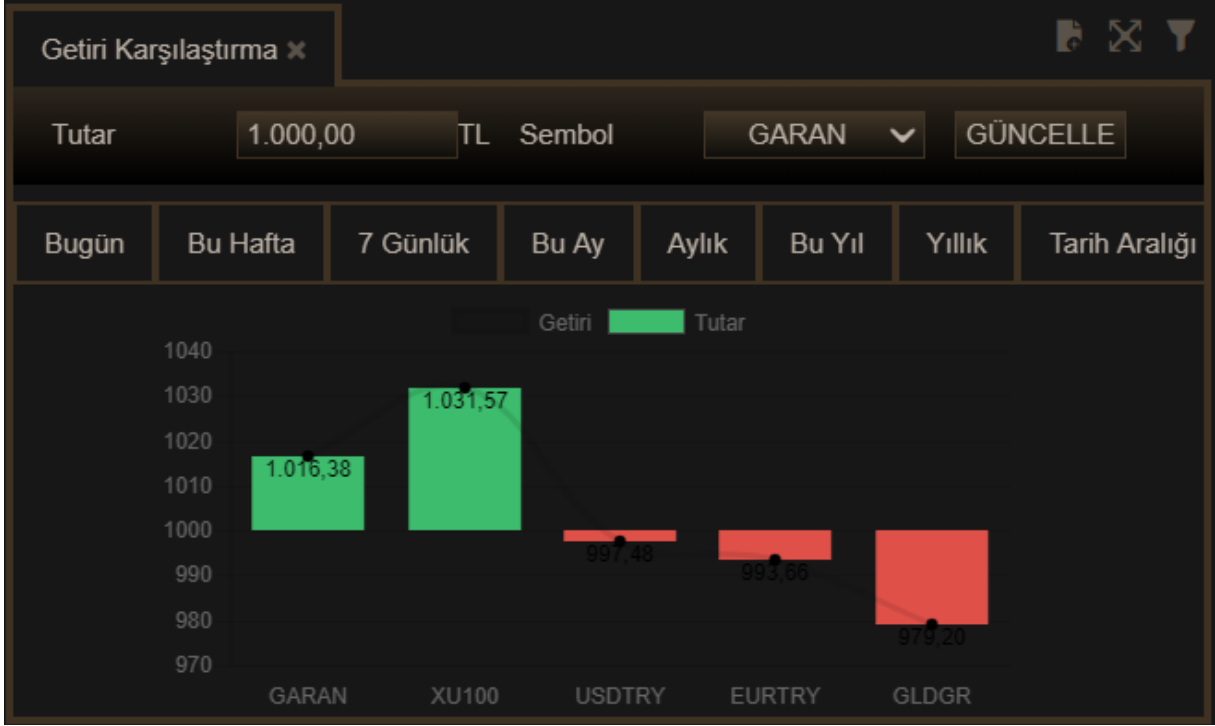 Getiri Karşılaştırma
Tutar 1.000,00 TL Sembol GARAN GÜNCELLE
Bugün Bu Hafta 7 Günlük Bu Ay Aylık Bu Yıl Yıllık Tarih Aralığı
Getiri Tutar
1040
1030
1.031,57
1020
1.016,38
1010
1000
997,48
990
993,66
980
979,20
970
GARAN XU100 USDTRY EURTRY GLDGR